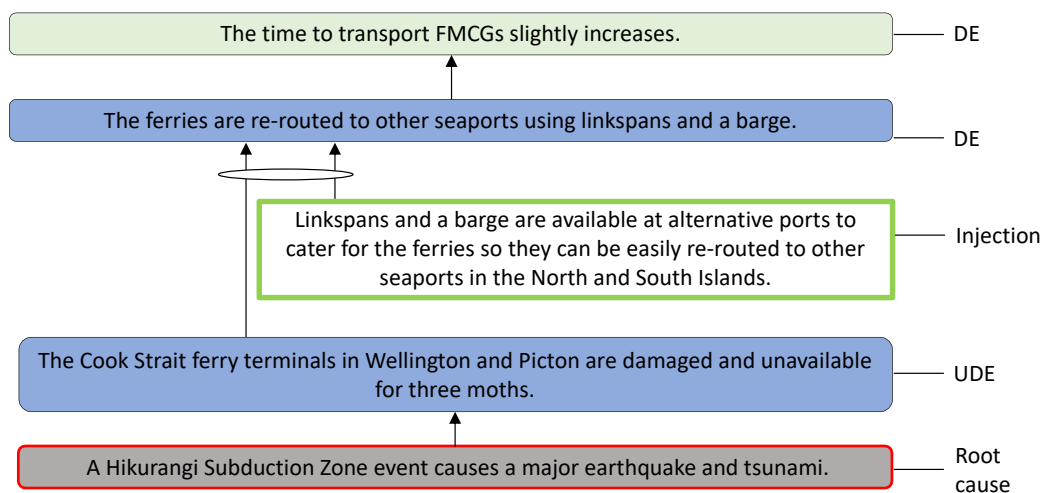 The time to transport FMCGs slightly increases.
DE
The ferries are re-routed to other seaports using linkspans and a barge.
DE
Linkspans and a barge are available at alternative ports to
cater for the ferries so they can be easily re-routed to other
seaports in the North and South Islands.
Injection
The Cook Strait ferry terminals in Wellington and Picton are damaged and unavailable
for three moths.
UDE
A Hikurangi Subduction Zone event causes a major earthquake and tsunami.
Root
cause